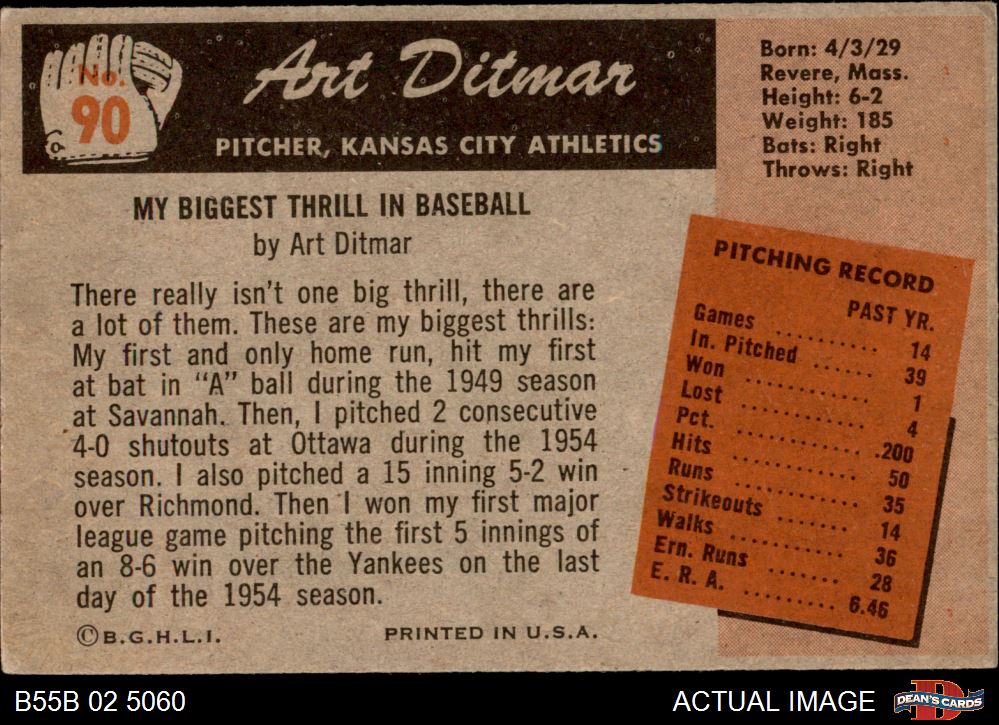 No.
90
Art Ditmar
PITCHER, KANSAS CITY ATHLETICS
Born: 4/3/29
Revere, Mass.
Height: 6-2
Weight: 185
Bats: Right
Throws: Right
MY BIGGEST THRILL IN BASEBALL
by Art Ditmar
There really isn't one big thrill, there are
a lot of them. These are my biggest thrills:
My first and only home run, hit my first
at bat in "A" ball during the 1949 season
at Savannah. Then, I pitched 2 consecutive
4-0 shutouts at Ottawa during the 1954
season. I also pitched a 15 inning 5-2 win
over Richmond. Then I won my first major
league game pitching the first 5 innings of
an 8-6 win over the Yankees on the last
day of the 1954 season.
©B.G.H.L.I. PRINTED IN U.S.A.
PITCHING RECORD
PAST YR.
Games ......... 14
In. Pitched ...... 39
Won .......... 1
Lost .......... 4
Pct. .......... .200
Hits .......... 50
Runs .......... 35
Strikeouts ....... 14
Walks .......... 36
Ern. Runs ....... 28
E. R. A. ......... 6.46
B55B 02 5060
ACTUAL IMAGE
D
DEAN'S CARDS